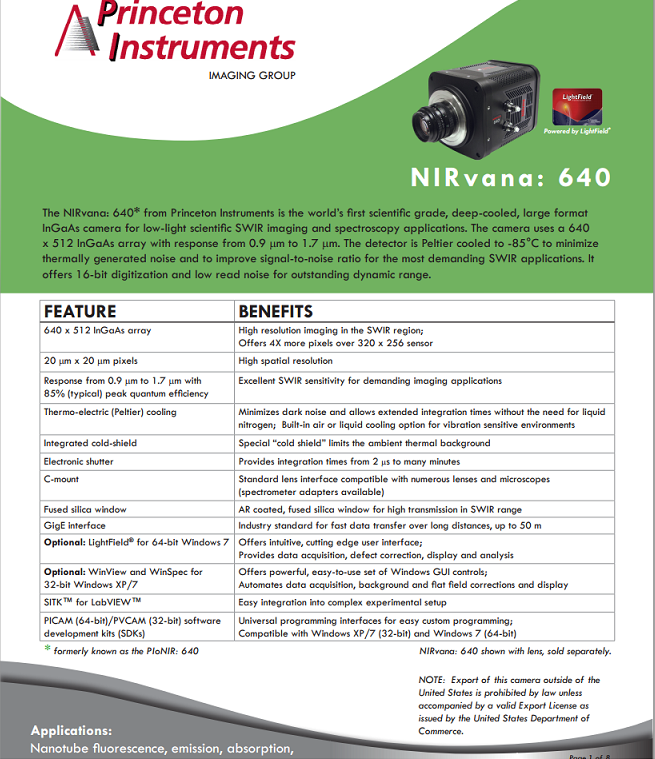 Princeton
Instruments
IMAGING GROUP
LightField
Powered by LightField®
NIRvana: 640
The NIRvana: 640* from Princeton Instruments is the world's first scientific grade, deep-cooled, large format
InGaAs camera for low-light scientific SWIR imaging and spectroscopy applications. The camera uses a 640
x 512 InGaAs array with response from 0.9 µm to 1.7 µm. The detector is Peltier cooled to -85°C to minimize
thermally generated noise and to improve signal-to-noise ratio for the most demanding SWIR applications. It
offers 16-bit digitization and low read noise for outstanding dynamic range.
FEATURE BENEFITS
640 x 512 InGaAs array High resolution imaging in the SWIR region;
Offers 4X more pixels over 320 x 256 sensor
20 µm x 20 µm pixels High spatial resolution
Response from 0.9 µm to 1.7 µm with Excellent SWIR sensitivity for demanding imaging applications
85% (typical) peak quantum efficiency
Thermo-electric (Peltier) cooling Minimizes dark noise and allows extended integration times without the need for liquid
nitrogen; Built-in air or liquid cooling option for vibration sensitive environments
Integrated cold-shield Special "cold shield" limits the ambient thermal background
Electronic shutter Provides integration times from 2 µs to many minutes
C-mount Standard lens interface compatible with numerous lenses and microscopes
(spectrometer adapters available)
Fused silica window AR coated, fused silica window for high transmission in SWIR range
GigE interface Industry standard for fast data transfer over long distances, up to 50 m
Optional: LightField® for 64-bit Windows 7 Offers intuitive, cutting edge user interface;
Provides data acquisition, defect correction, display and analysis
Optional: WinView and WinSpec for Offers powerful, easy-to-use set of Windows GUI controls;
32-bit Windows XP/7 Automates data acquisition, background and flat field corrections and display
SITK™ for LabVIEW™ Easy integration into complex experimental setup
PICAM (64-bit)/PVCAM (32-bit) software Universal programming interfaces for easy custom programming;
development kits (SDKs) Compatible with Windows XP/7 (32-bit) and Windows 7 (64-bit)
* formerly known as the PIoNIR: 640 NIRvana: 640 shown with lens, sold separately.
NOTE: Export of this camera outside of the
United States is prohibited by law unless
accompanied by a valid Export License as
issued by the United States Department of
Commerce.
Applications:
Nanotube fluorescence, emission, absorption,
Page 1 of 8